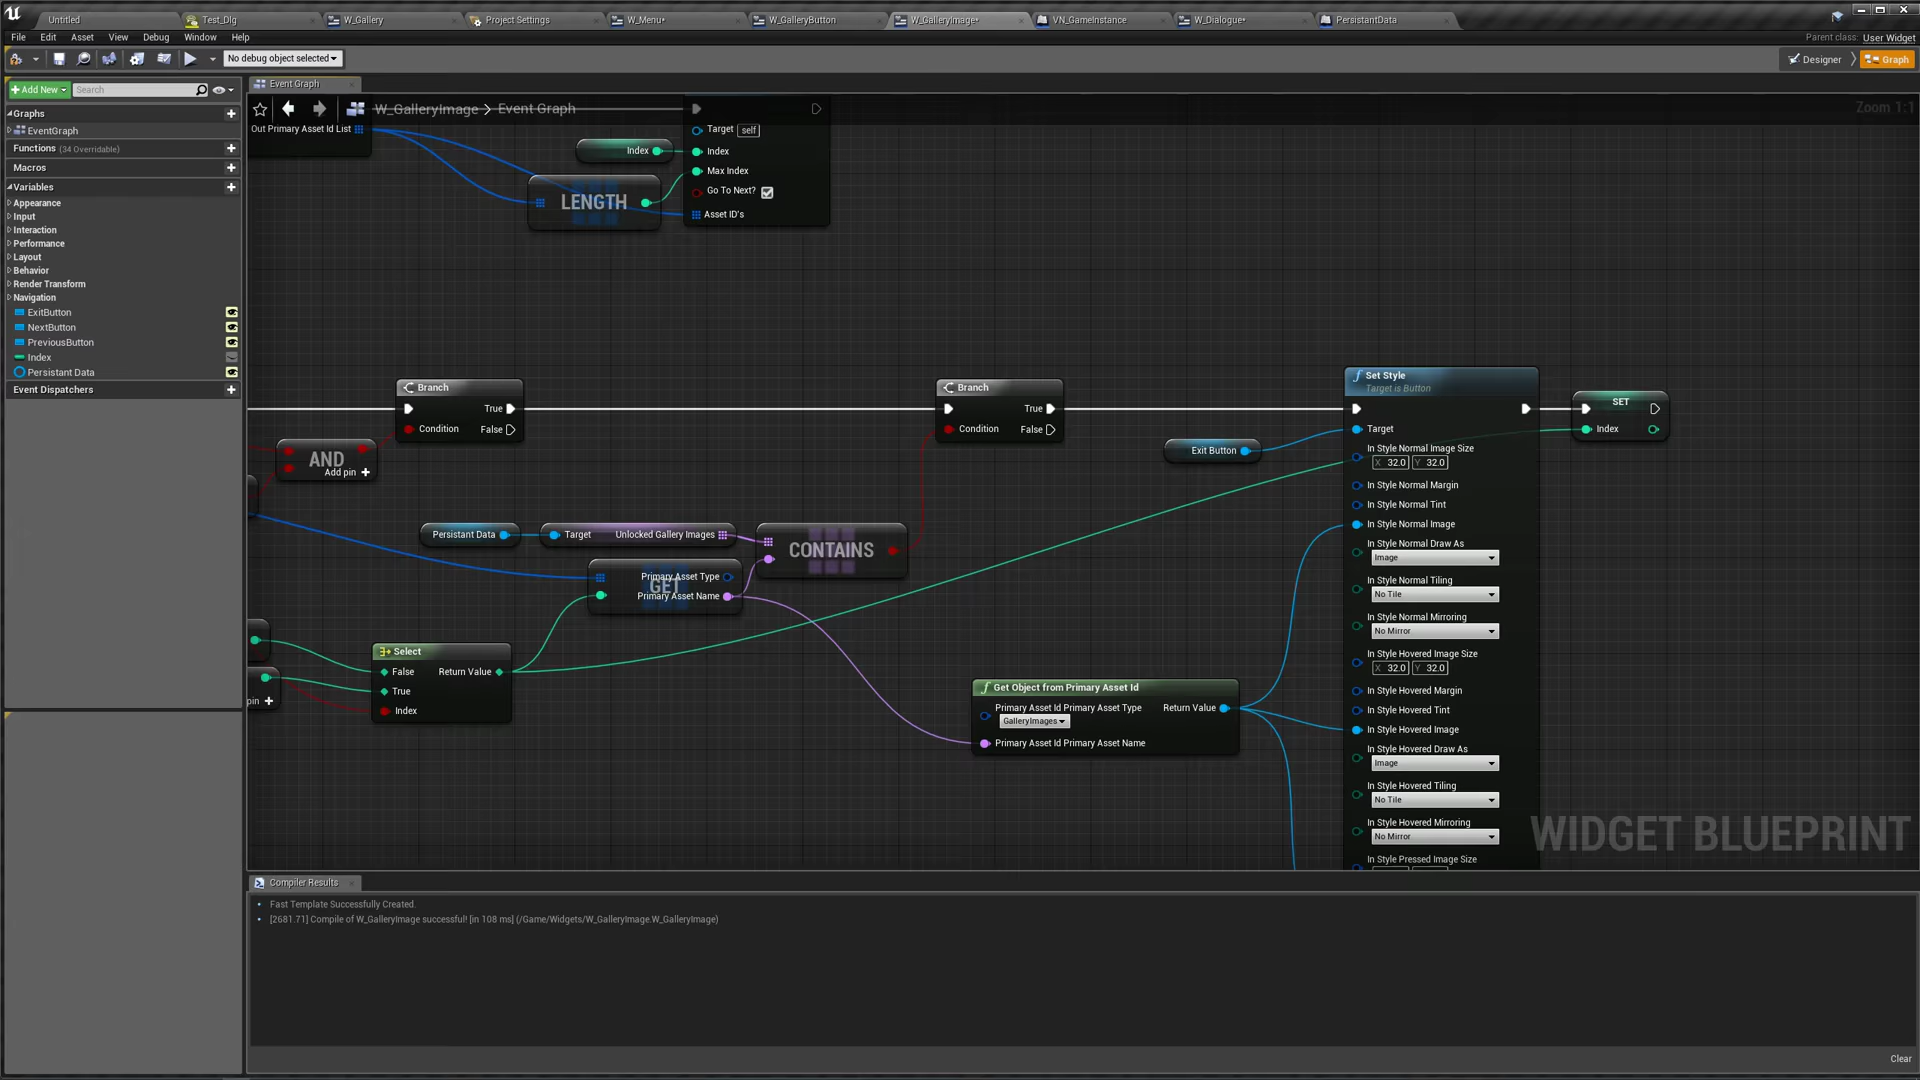 Untitled
Test_Dlg
W_Gallery
Project Settings
W_Menu*
W_GalleryButton
W_GalleryImage*
VN_GameInstance
W_Dialogue*
PersistantData
File Edit Asset View Debug Window Help
Parent class: User Widget
No debug object selected
Designer
Graph
Add New
Search
Event Graph
W_GalleryImage > Event Graph
Zoom 1:1
Graphs
EventGraph
Functions (34 Overridable)
Macros
Variables
Appearance
Input
Interaction
Performance
Layout
Behavior
Render Transform
Navigation
ExitButton
NextButton
PreviousButton
Index
Persistant Data
Event Dispatchers
Out Primary Asset Id List
Index
LENGTH
Target self
Index
Max Index
Go To Next?
Asset ID's
Branch
True
Condition
False
AND
Add pin +
Branch
True
Condition
False
Persistant Data
Target
Unlocked Gallery Images
CONTAINS
GET
Primary Asset Type
Primary Asset Name
pin +
Select
False
Return Value
True
Index
Get Object from Primary Asset Id
Primary Asset Id Primary Asset Type
Return Value
GalleryImages
Primary Asset Id Primary Asset Name
Exit Button
Set Style
Target is Button
Target
In Style Normal Image Size
X 32.0 Y 32.0
In Style Normal Margin
In Style Normal Tint
In Style Normal Image
In Style Normal Draw As
Image
In Style Normal Tiling
No Tile
In Style Normal Mirroring
No Mirror
In Style Hovered Image Size
X 32.0 Y 32.0
In Style Hovered Margin
In Style Hovered Tint
In Style Hovered Image
In Style Hovered Draw As
Image
In Style Hovered Tiling
No Tile
In Style Hovered Mirroring
No Mirror
In Style Pressed Image Size
SET
Index
WIDGET BLUEPRINT
Compiler Results
Fast Template Successfully Created.
[2681.71] Compile of W_GalleryImage successful! [in 108 ms] (/Game/Widgets/W_GalleryImage.W_GalleryImage)
Clear